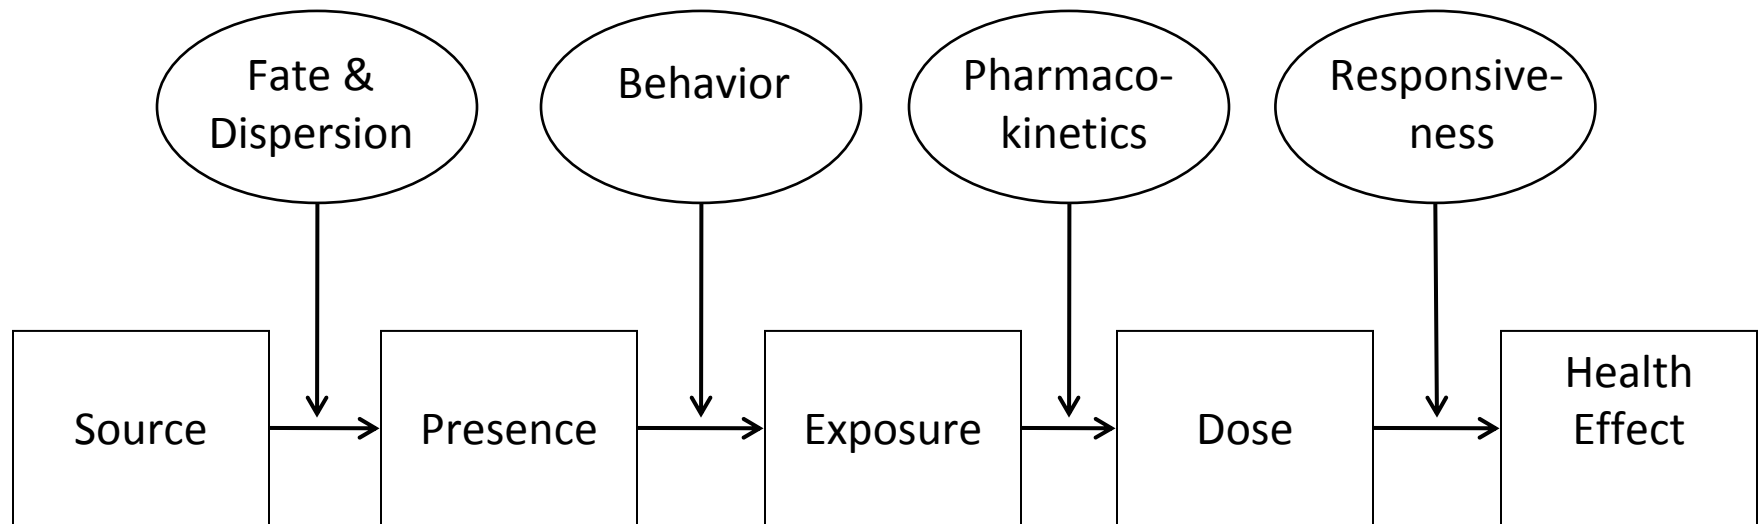 Fate &
Dispersion
Behavior
Pharmaco-
kinetics
Responsive-
ness
Source
Presence
Exposure
Dose
Health
Effect